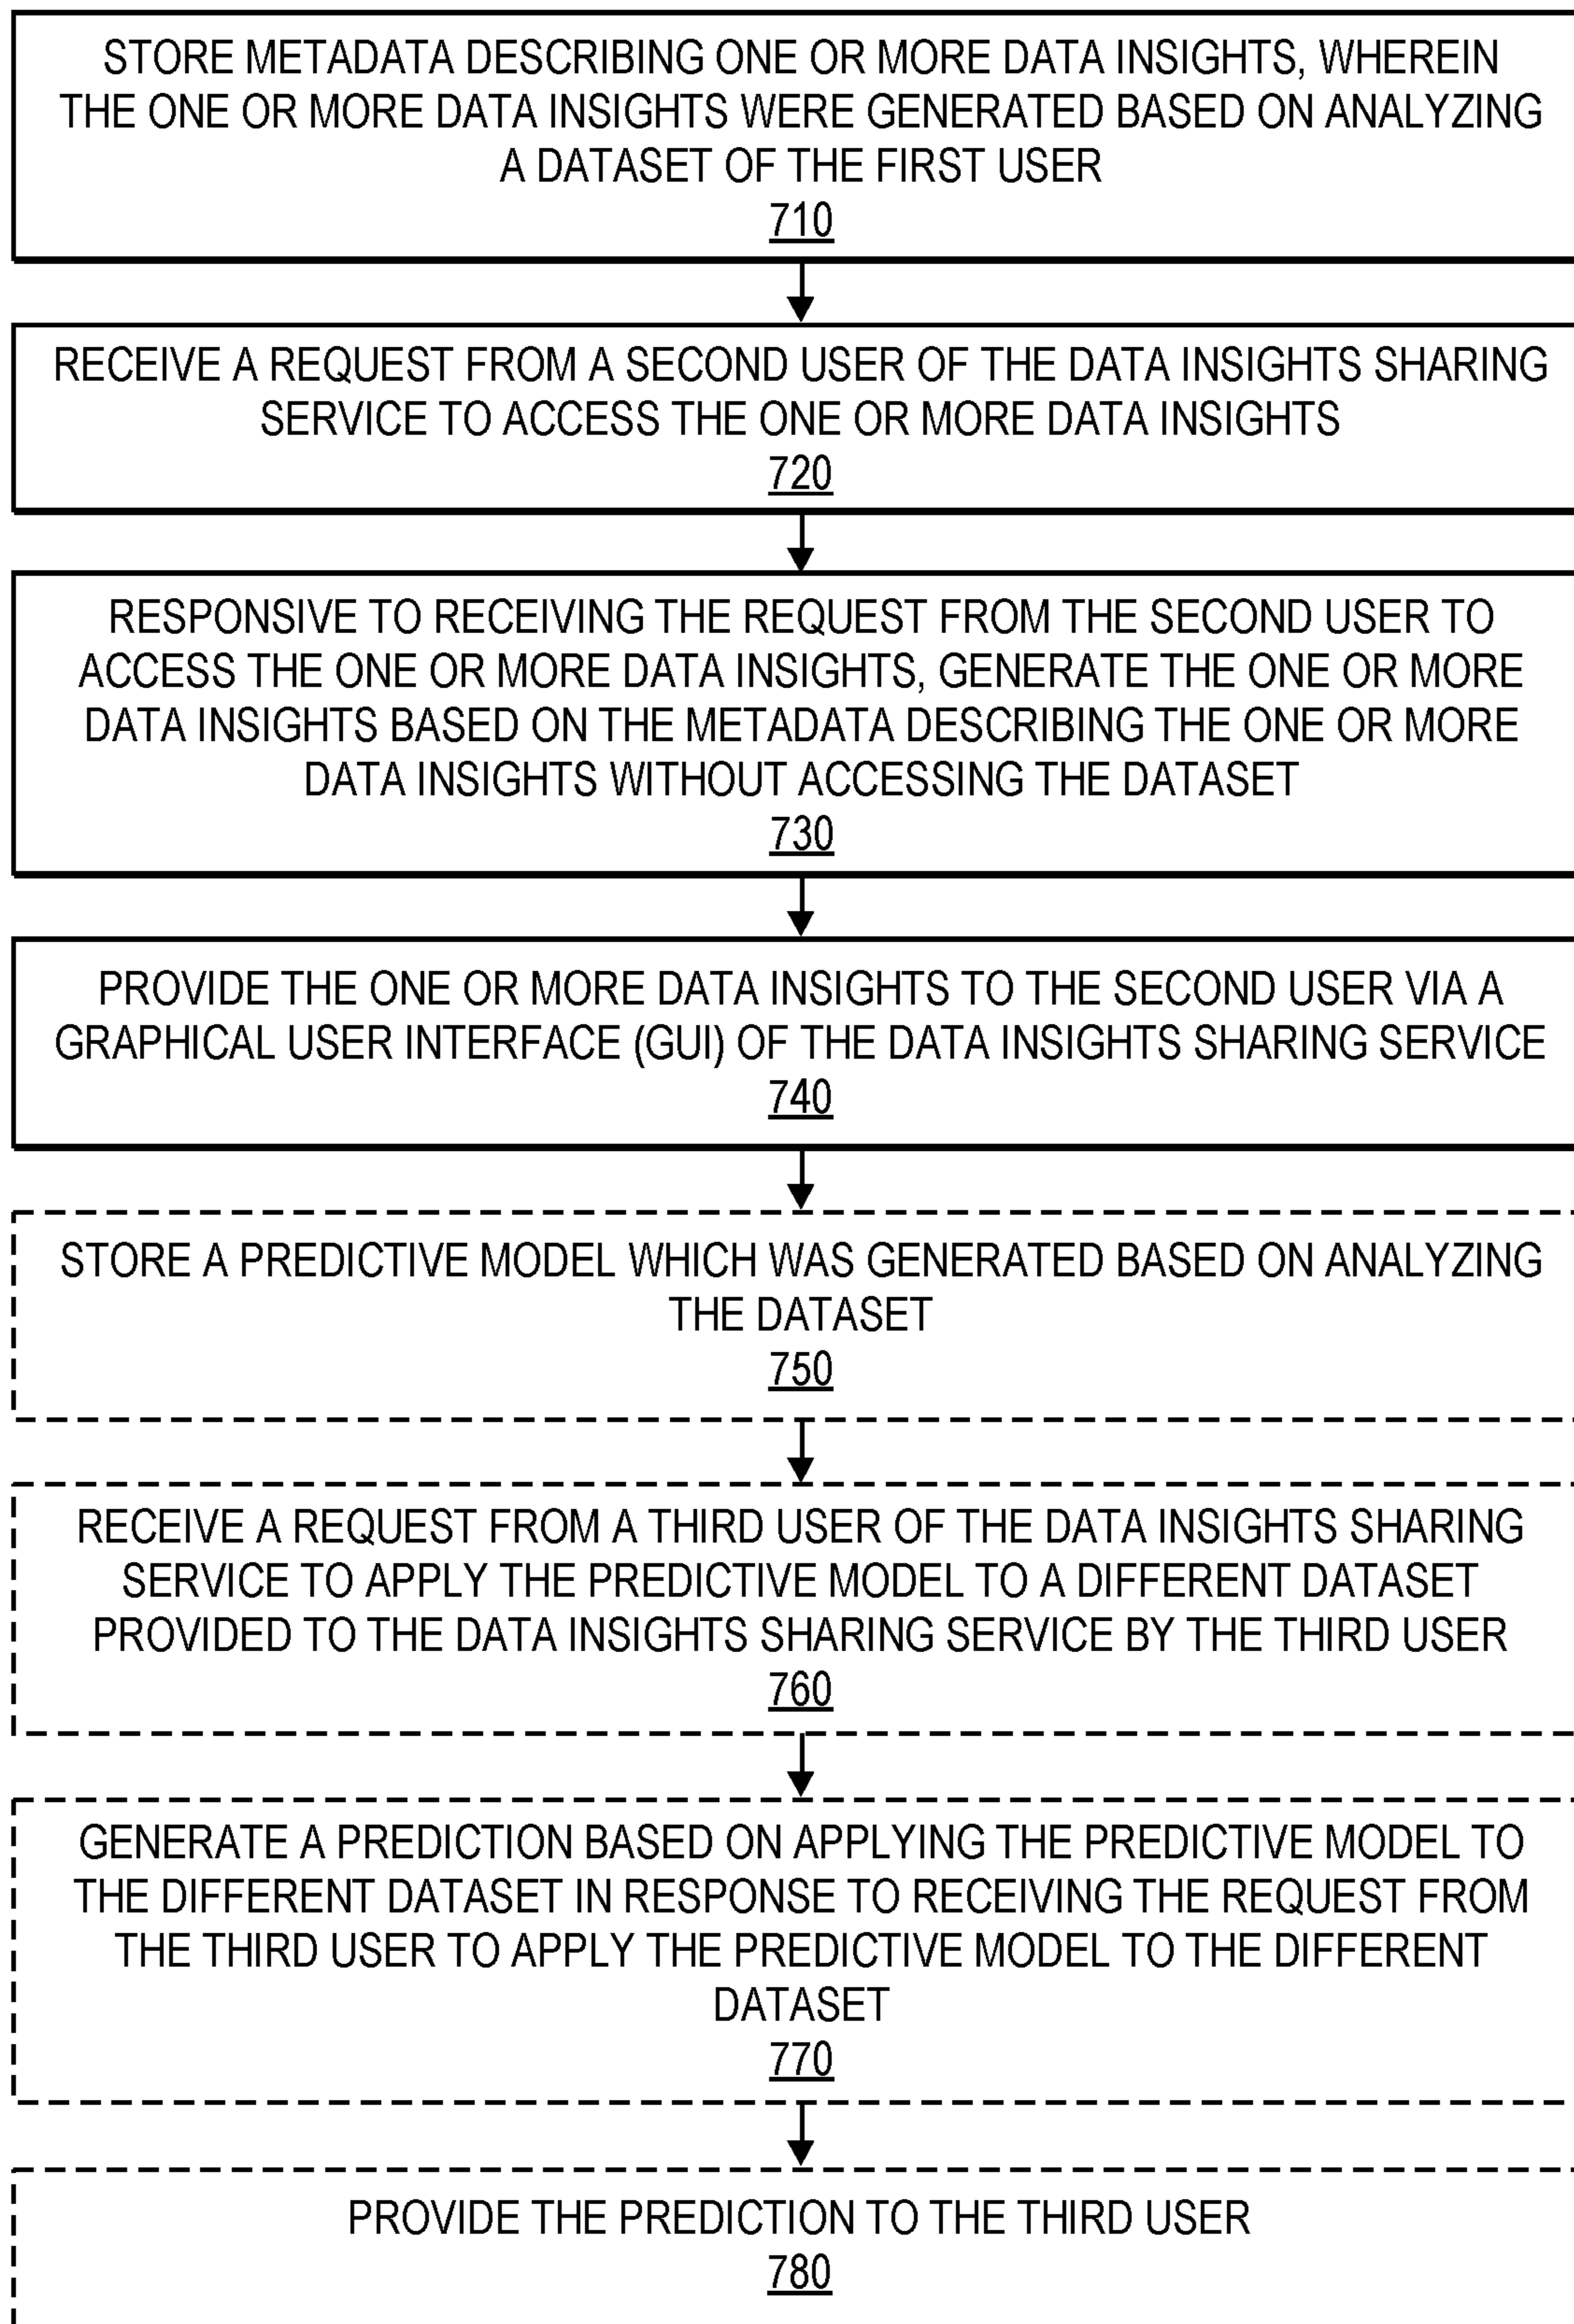 STORE METADATA DESCRIBING ONE OR MORE DATA INSIGHTS, WHEREIN
THE ONE OR MORE DATA INSIGHTS WERE GENERATED BASED ON ANALYZING
A DATASET OF THE FIRST USER
710
RECEIVE A REQUEST FROM A SECOND USER OF THE DATA INSIGHTS SHARING
SERVICE TO ACCESS THE ONE OR MORE DATA INSIGHTS
720
RESPONSIVE TO RECEIVING THE REQUEST FROM THE SECOND USER TO
ACCESS THE ONE OR MORE DATA INSIGHTS, GENERATE THE ONE OR MORE
DATA INSIGHTS BASED ON THE METADATA DESCRIBING THE ONE OR MORE
DATA INSIGHTS WITHOUT ACCESSING THE DATASET
730
PROVIDE THE ONE OR MORE DATA INSIGHTS TO THE SECOND USER VIA A
GRAPHICAL USER INTERFACE (GUI) OF THE DATA INSIGHTS SHARING SERVICE
740
STORE A PREDICTIVE MODEL WHICH WAS GENERATED BASED ON ANALYZING
THE DATASET
750
RECEIVE A REQUEST FROM A THIRD USER OF THE DATA INSIGHTS SHARING
SERVICE TO APPLY THE PREDICTIVE MODEL TO A DIFFERENT DATASET
PROVIDED TO THE DATA INSIGHTS SHARING SERVICE BY THE THIRD USER
760
GENERATE A PREDICTION BASED ON APPLYING THE PREDICTIVE MODEL TO
THE DIFFERENT DATASET IN RESPONSE TO RECEIVING THE REQUEST FROM
THE THIRD USER TO APPLY THE PREDICTIVE MODEL TO THE DIFFERENT
DATASET
770
PROVIDE THE PREDICTION TO THE THIRD USER
780